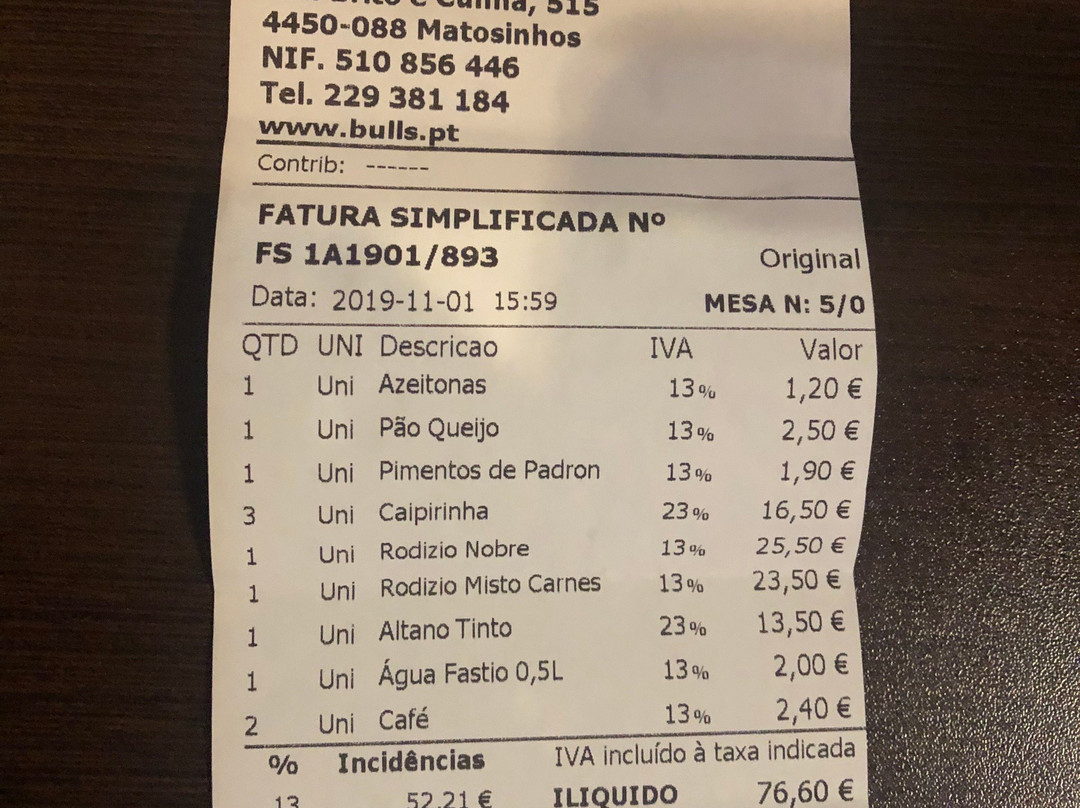 Brito e Cunha, 515
4450-088 Matosinhos
NIF. 510 856 446
Tel. 229 381 184
www.bulls.pt
Contrib: ------
FATURA SIMPLIFICADA Nº
FS 1A1901/893 Original
Data: 2019-11-01 15:59 MESA N: 5/0
QTD UNI Descricao IVA Valor
1 Uni Azeitonas 13% 1,20 €
1 Uni Pão Queijo 13% 2,50 €
1 Uni Pimentos de Padron 13% 1,90 €
3 Uni Caipirinha 23% 16,50 €
1 Uni Rodizio Nobre 13% 25,50 €
1 Uni Rodizio Misto Carnes 13% 23,50 €
1 Uni Altano Tinto 23% 13,50 €
1 Uni Água Fastio 0,5L 13% 2,00 €
2 Uni Café 13% 2,40 €
% Incidências IVA incluído à taxa indicada
13 52,21 € ILIQUIDO 76,60 €